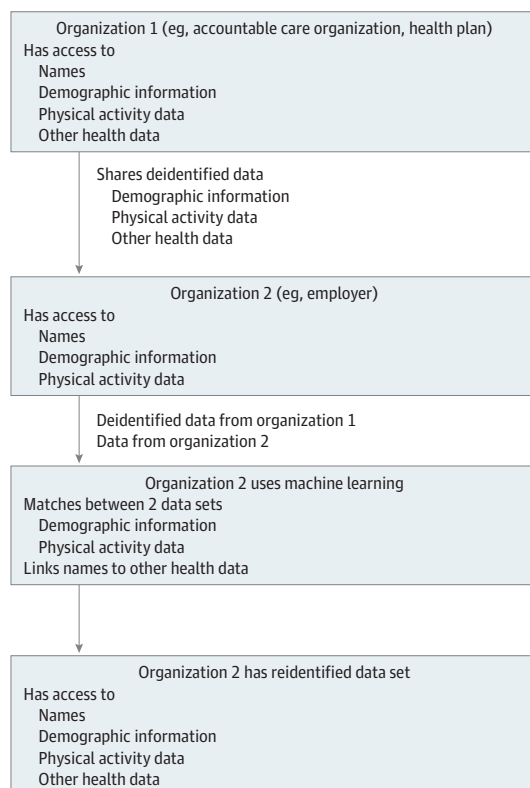 Organization 1 (eg, accountable care organization, health plan)
Has access to
Names
Demographic information
Physical activity data
Other health data
Shares deidentified data
Demographic information
Physical activity data
Other health data
Organization 2 (eg, employer)
Has access to
Names
Demographic information
Physical activity data
Deidentified data from organization 1
Data from organization 2
Organization 2 uses machine learning
Matches between 2 data sets
Demographic information
Physical activity data
Links names to other health data
Organization 2 has reidentified data set
Has access to
Names
Demographic information
Physical activity data
Other health data